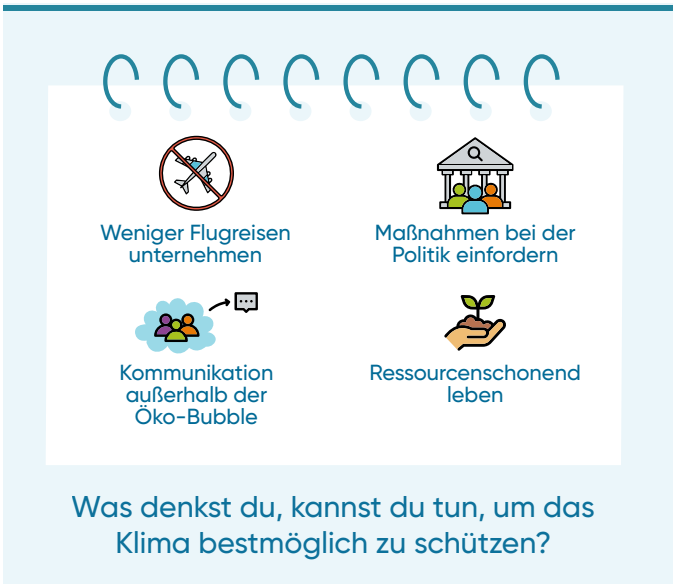 Weniger Flugreisen
unternehmen
Maßnahmen bei der
Politik einfordern
Kommunikation
außerhalb der
Öko-Bubble
Ressourcenschonend
leben
Was denkst du, kannst du tun, um das
Klima bestmöglich zu schützen?